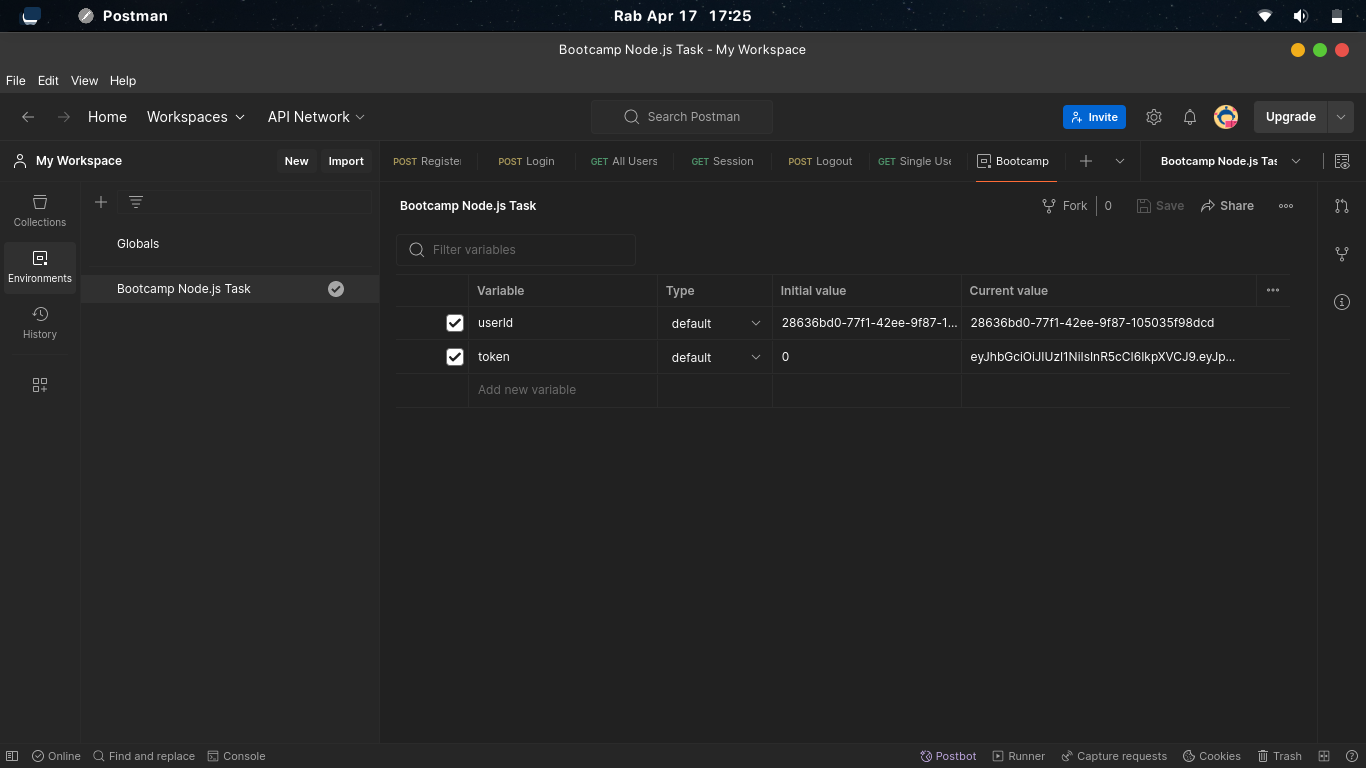 Postman
Rab Apr 17 17:25
Bootcamp Node.js Task - My Workspace
File Edit View Help
Home Workspaces API Network
Search Postman
Invite
Upgrade
My Workspace
New Import
POST Register
POST Login
GET All Users
GET Session
POST Logout
GET Single Use
Bootcamp
Bootcamp Node.js Tas
Collections
Environments
History
Globals
Bootcamp Node.js Task
Bootcamp Node.js Task
Fork 0
Save
Share
Filter variables
Variable Type Initial value Current value
userId default 28636bd0-77f1-42ee-9f87-1... 28636bd0-77f1-42ee-9f87-105035f98dcd
token default 0 eyJhbGciOiJIUzI1NiIsInR5cCI6IkpXVCJ9.eyJp...
Add new variable
Online Find and replace Console
Postbot Runner Capture requests Cookies Trash